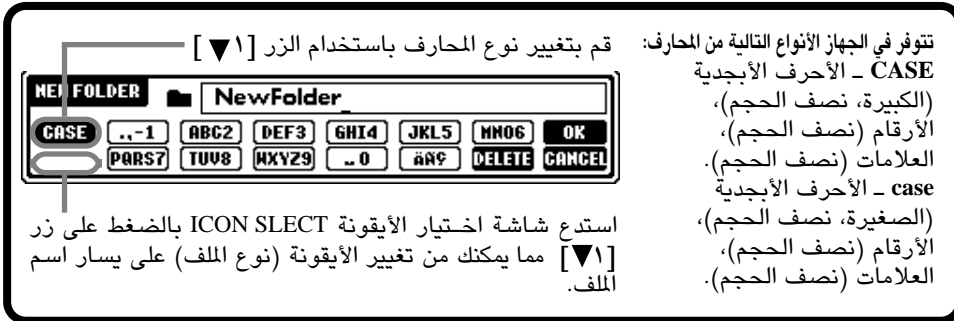 تتوفر في الجهاز الأنواع التالية من المحارف:
CASE ـ الأحرف الأبجدية
(الكبيرة، نصف الحجم)،
الأرقام (نصف الحجم)،
العلامات (نصف الحجم).
case ـ الأحرف الأبجدية
(الصغيرة، نصف الحجم)،
الأرقام (نصف الحجم)،
العلامات (نصف الحجم).
قم بتغيير نوع المحارف باستخدام الزر [١▼]
NEW FOLDER NewFolder_
CASE .,-1 ABC2 DEF3 GHI4 JKL5 MNO6 OK
PQRS7 TUV8 WXYZ9 ␣0 äÑç DELETE CANCEL
استدع شاشة اختيار الأيقونة ICON SLECT بالضغط على زر
[١▼] مما يمكنك من تغيير الأيقونة (نوع الملف) على يسار اسم
الملف.